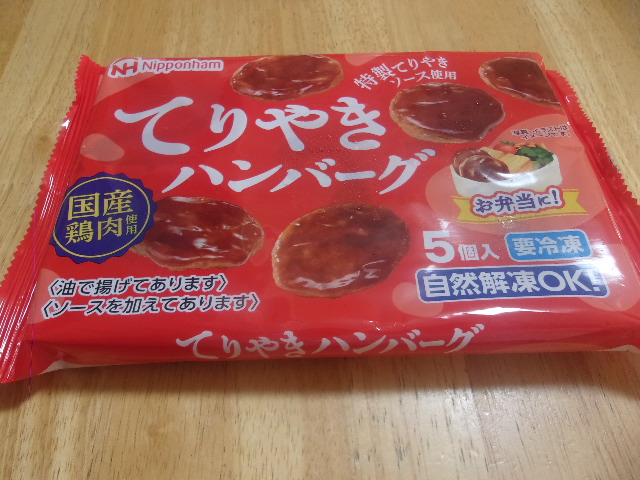 NH Nipponham
特製てりやき
ソース使用
てりやき
ハンバーグ
お弁当に!
国産
鶏肉使用
5個入 要冷凍
自然解凍OK!
〈油で揚げてあります〉
〈ソースを加えてあります〉
てりやきハンバーグ